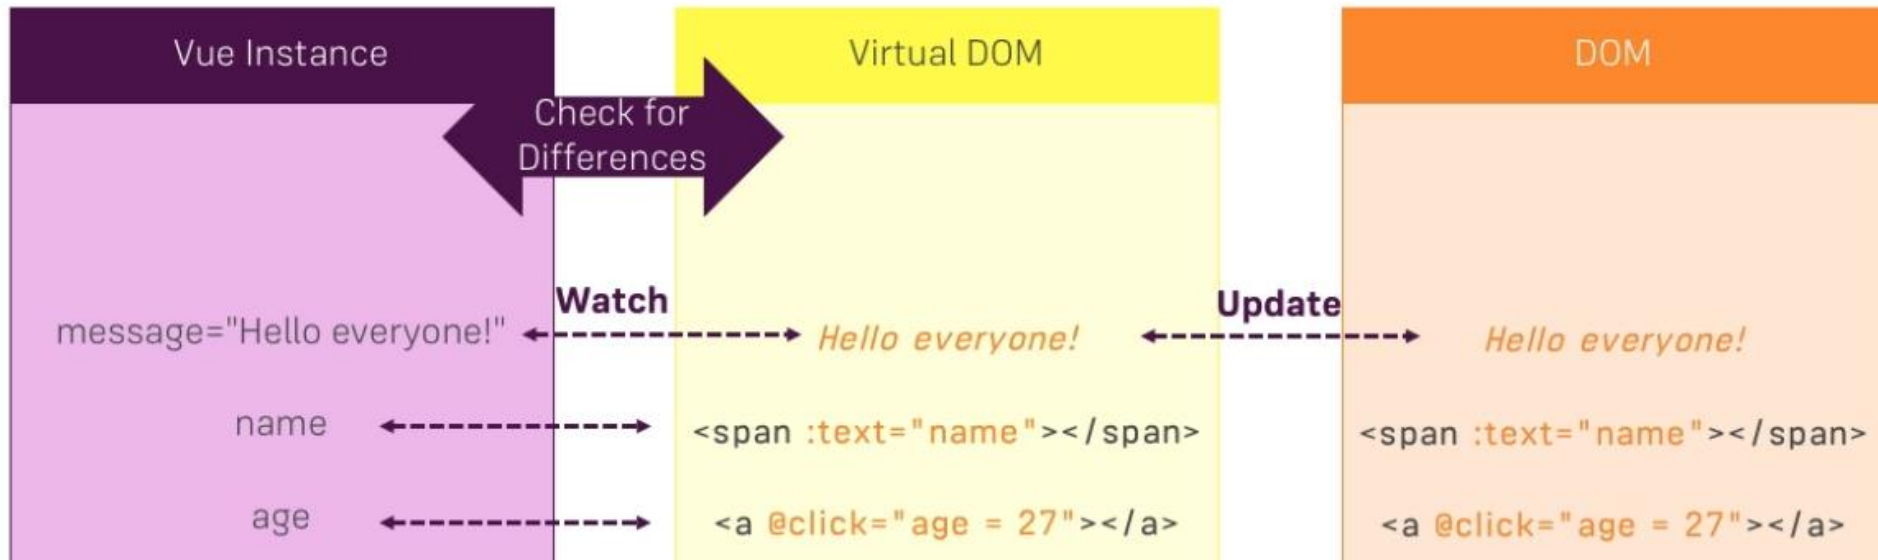 Vue Instance
Virtual DOM
DOM
Check for
Differences
Watch
Update
message="Hello everyone!"
Hello everyone!
Hello everyone!
name
<span :text="name"></span>
<span :text="name"></span>
age
<a @click="age = 27"></a>
<a @click="age = 27"></a>